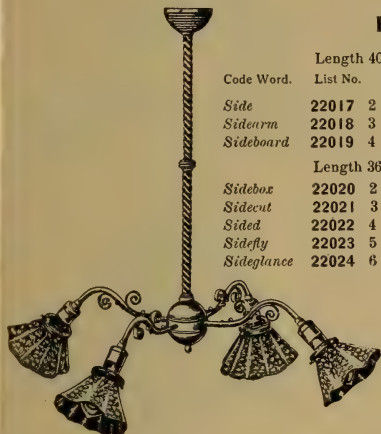 Length 40
Code Word. List No.
Side 22017 2
Sidearm 22018 3
Sideboard 22019 4
Length 36
Sidebox 22020 2
Sidecut 22021 3
Sided 22022 4
Sidefly 22023 5
Sideglance 22024 6